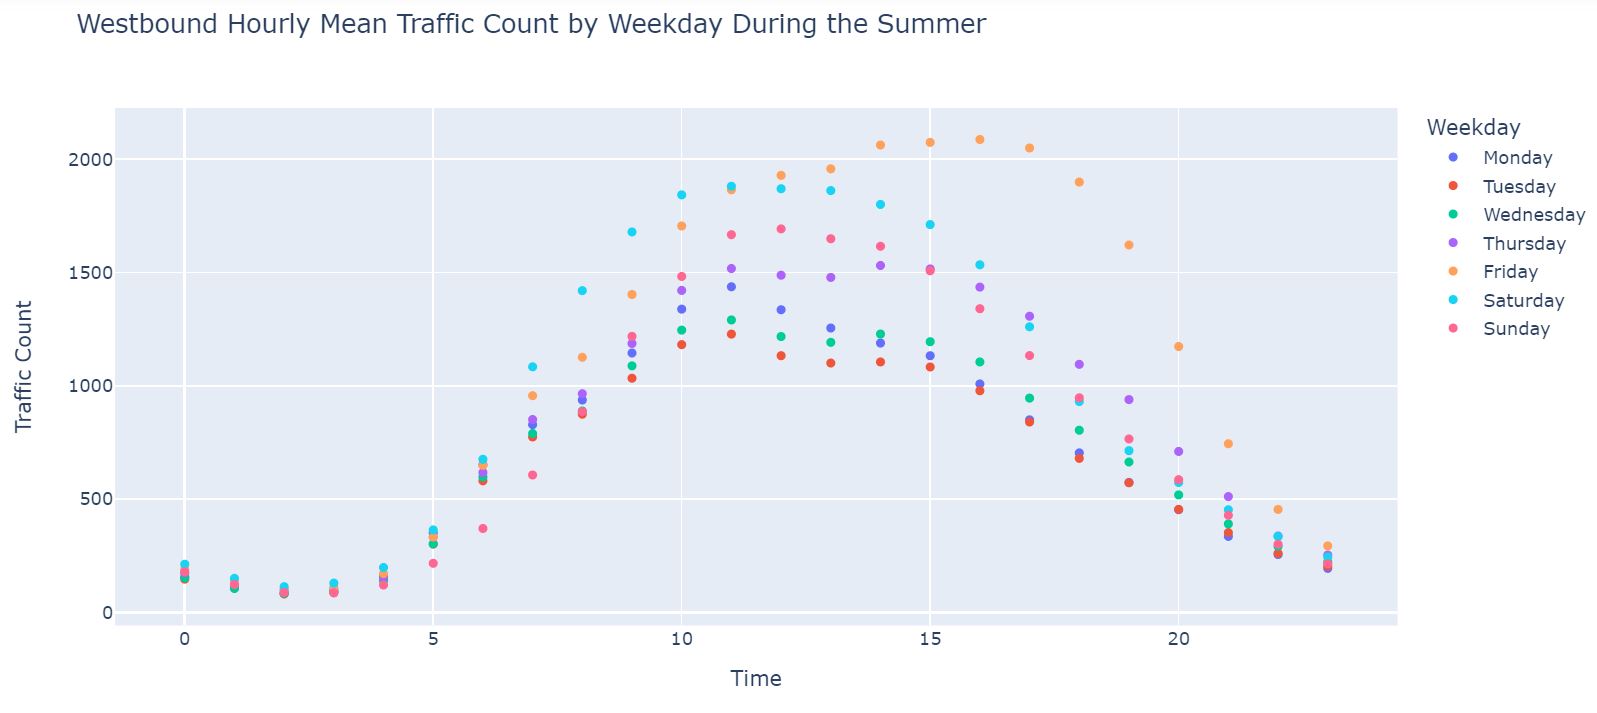 Westbound Hourly Mean Traffic Count by Weekday During the Summer
Weekday
Monday
Tuesday
Wednesday
Thursday
Friday
Saturday
Sunday
Traffic Count
2000
1500
1000
500
0
0 5 10 15 20
Time